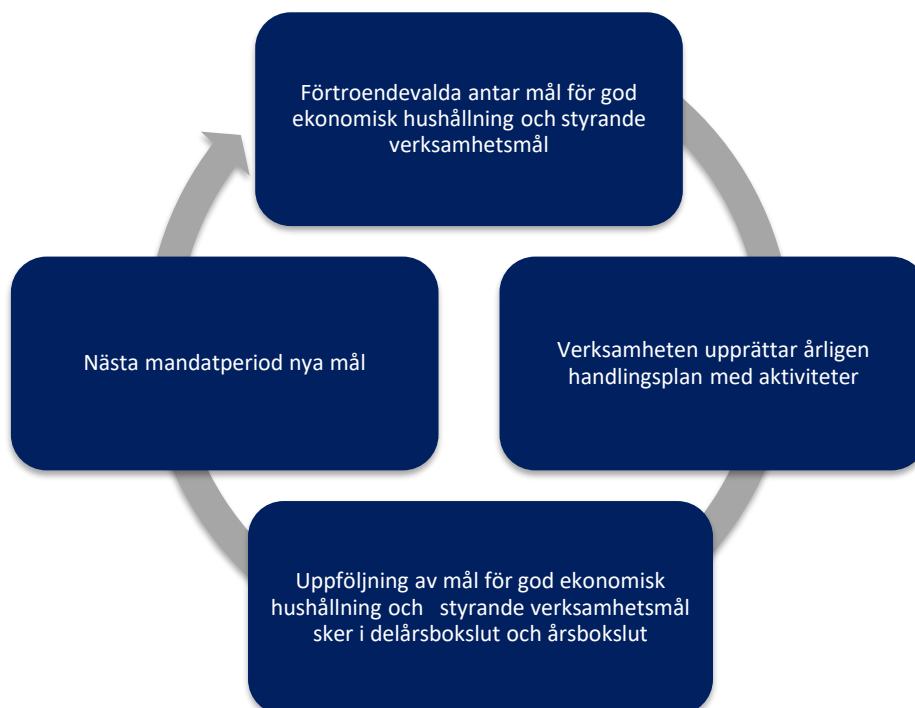 Förtroendevalda antar mål för god
ekonomisk hushållning och styrande
verksamhetsmål
Verksamheten upprättar årligen
handlingsplan med aktiviteter
Uppföljning av mål för god ekonomisk
hushållning och styrande verksamhetsmål
sker i delårsbokslut och årsbokslut
Nästa mandatperiod nya mål